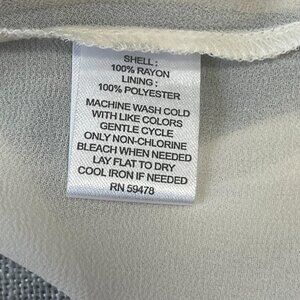 SHELL :
100% RAYON
LINING :
100% POLYESTER
MACHINE WASH COLD
WITH LIKE COLORS
GENTLE CYCLE
ONLY NON-CHLORINE
BLEACH WHEN NEEDED
LAY FLAT TO DRY
COOL IRON IF NEEDED
RN 59478